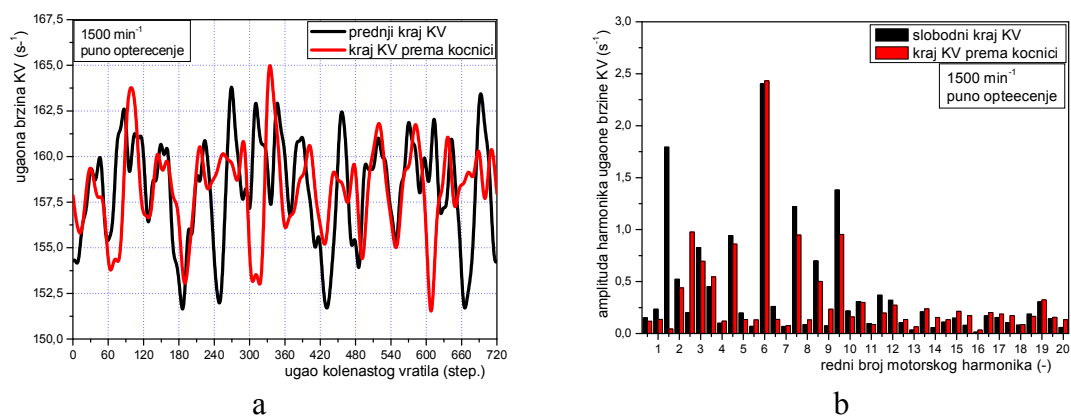 167,5
165,0
162,5
160,0
157,5
155,0
152,5
150,0
ugaona brzina KV (s⁻¹)
1500 min⁻¹
puno opterecenje
prednji kraj KV
kraj KV prema kocnici
0 60 120 180 240 300 360 420 480 540 600 660 720
ugao kolenastog vratila (step.)
a
3,0
2,5
2,0
1,5
1,0
0,5
0,0
amplituda harmonika ugaone brzine KV (s⁻¹)
slobodni kraj KV
kraj KV prema kocnici
1500 min⁻¹
puno opteecenje
1 2 3 4 5 6 7 8 9 10 11 12 13 14 15 16 17 18 19 20
redni broj motorskog harmonika (-)
b